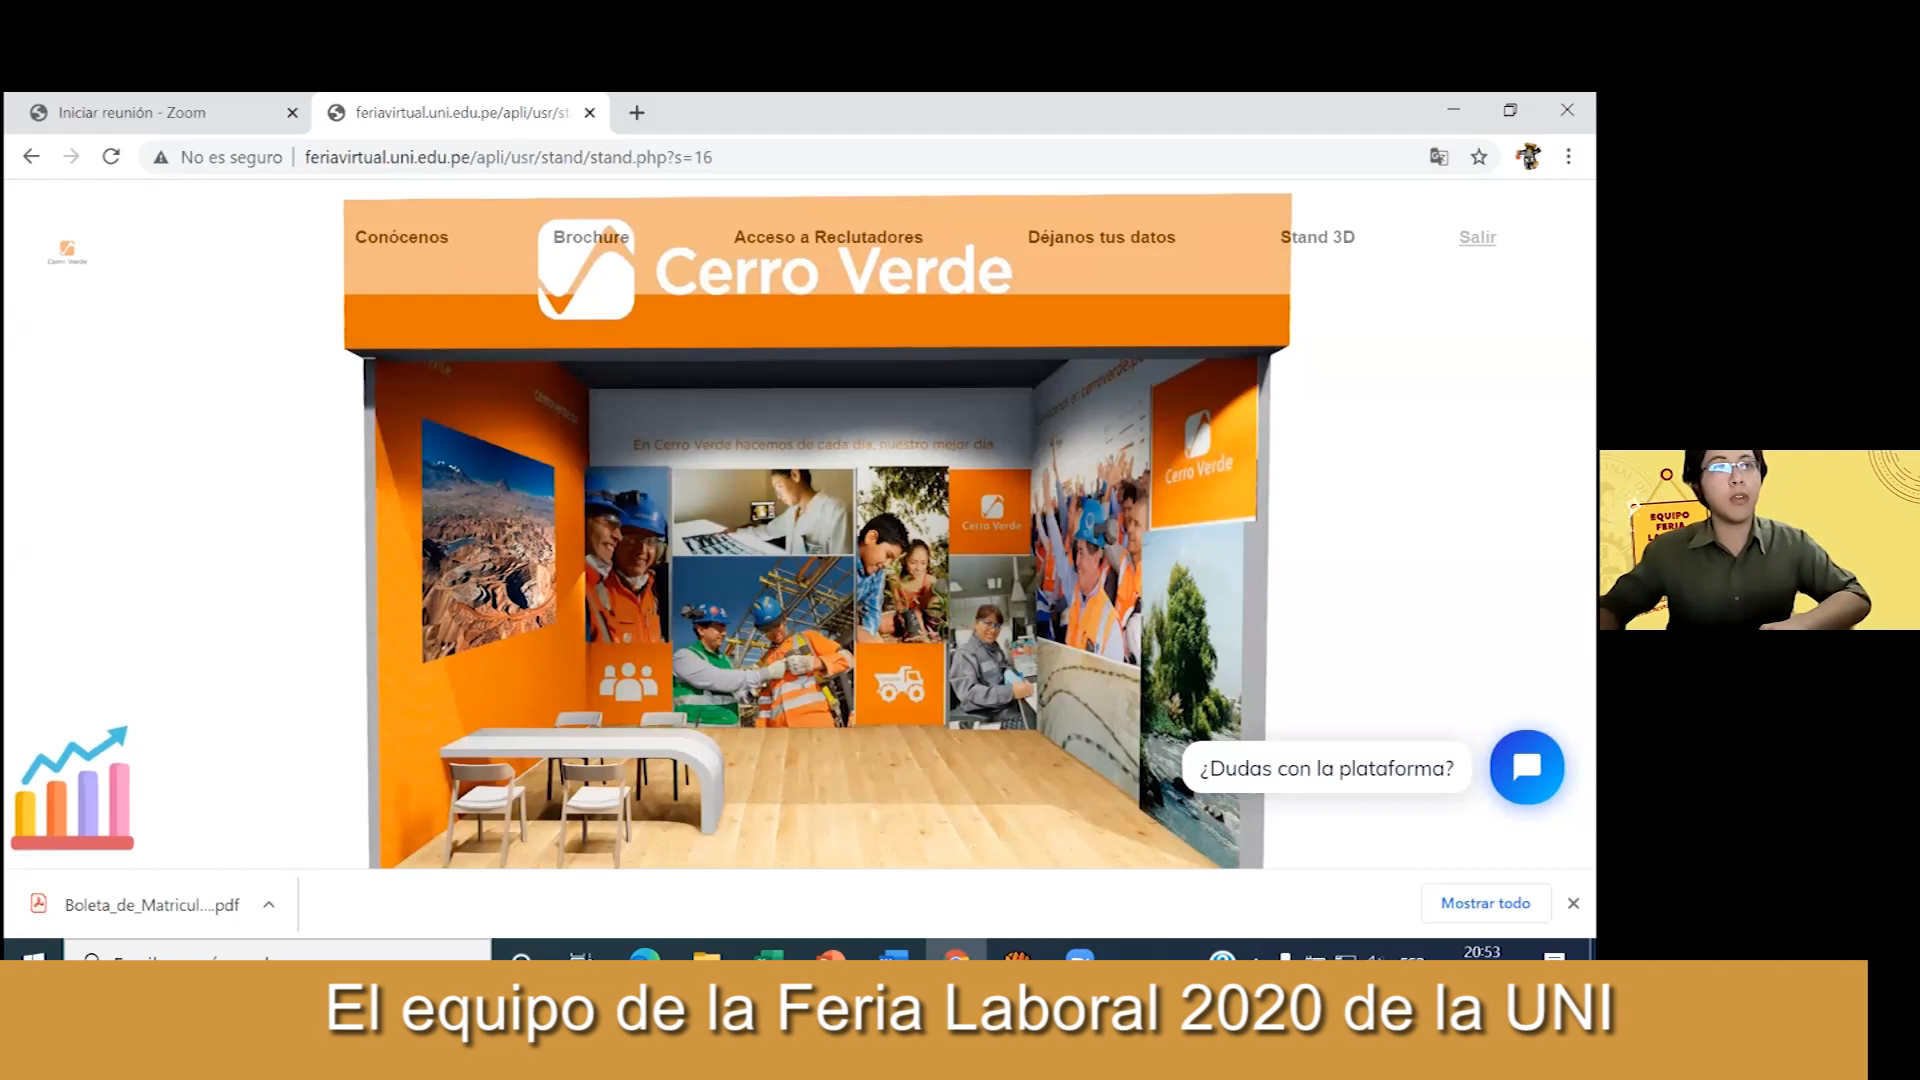 Iniciar reunión - Zoom
feriavirtual.uni.edu.pe/apli/usr/st
No es seguro
feriavirtual.uni.edu.pe/apli/usr/stand/stand.php?s=16
Conócenos
Brochure
Acceso a Reclutadores
Déjanos tus datos
Stand 3D
Salir
Cerro Verde
Cerro Verde
En Cerro Verde hacemos de cada día, nuestro mejor día
Cerro Verde
Cerro Verde
EQUIPO
FERIA
¿Dudas con la plataforma?
Boleta_de_Matricul....pdf
Mostrar todo
20:53
El equipo de la Feria Laboral 2020 de la UNI